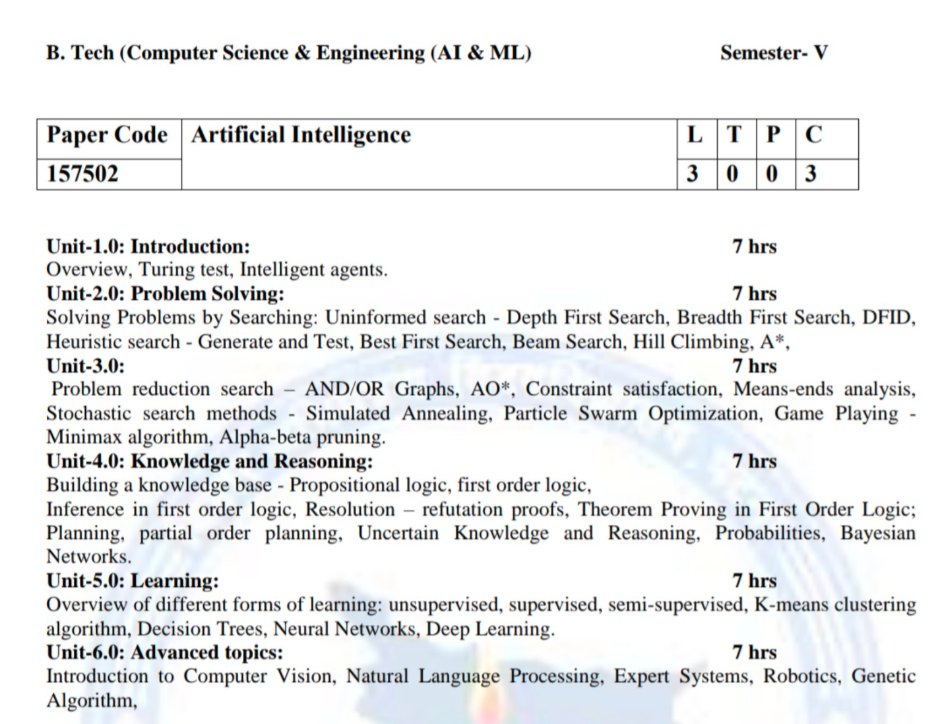 B. Tech (Computer Science & Engineering (AI & ML) Semester- V
Paper Code Artificial Intelligence L T P C
157502 3 0 0 3
Unit-1.0: Introduction: 7 hrs
Overview, Turing test, Intelligent agents.
Unit-2.0: Problem Solving: 7 hrs
Solving Problems by Searching: Uninformed search - Depth First Search, Breadth First Search, DFID,
Heuristic search - Generate and Test, Best First Search, Beam Search, Hill Climbing, A*,
Unit-3.0: 7 hrs
Problem reduction search – AND/OR Graphs, AO*, Constraint satisfaction, Means-ends analysis,
Stochastic search methods - Simulated Annealing, Particle Swarm Optimization, Game Playing -
Minimax algorithm, Alpha-beta pruning.
Unit-4.0: Knowledge and Reasoning: 7 hrs
Building a knowledge base - Propositional logic, first order logic,
Inference in first order logic, Resolution – refutation proofs, Theorem Proving in First Order Logic;
Planning, partial order planning, Uncertain Knowledge and Reasoning, Probabilities, Bayesian
Networks.
Unit-5.0: Learning: 7 hrs
Overview of different forms of learning: unsupervised, supervised, semi-supervised, K-means clustering
algorithm, Decision Trees, Neural Networks, Deep Learning.
Unit-6.0: Advanced topics: 7 hrs
Introduction to Computer Vision, Natural Language Processing, Expert Systems, Robotics, Genetic
Algorithm,